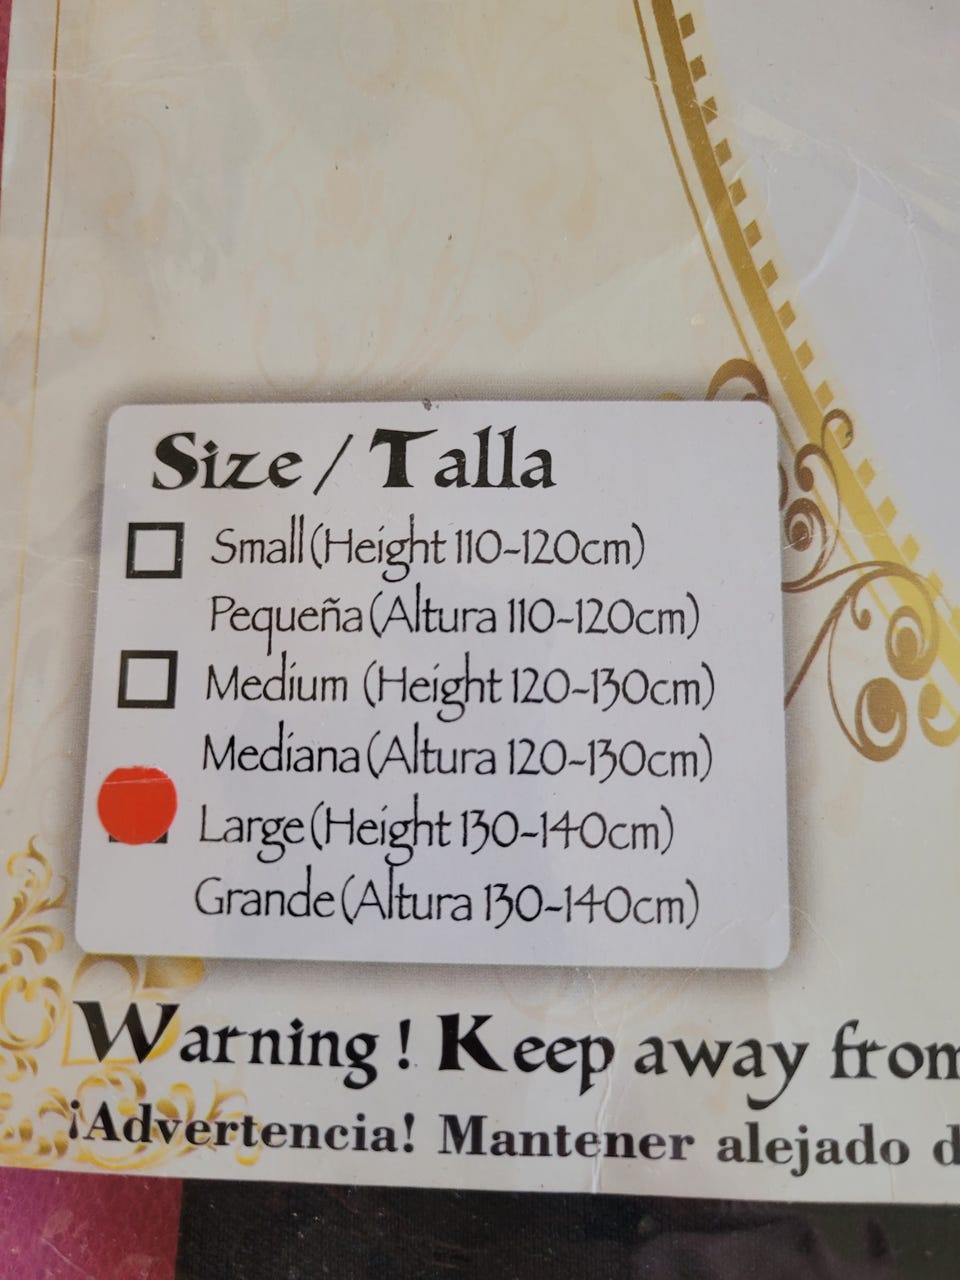 Size / Talla
Small (Height 110~120cm)
Pequeña (Altura 110~120cm)
Medium (Height 120~130cm)
Mediana (Altura 120~130cm)
Large (Height 130~140cm)
Grande (Altura 130~140cm)
Warning! Keep away from
¡Advertencia! Mantener alejado d